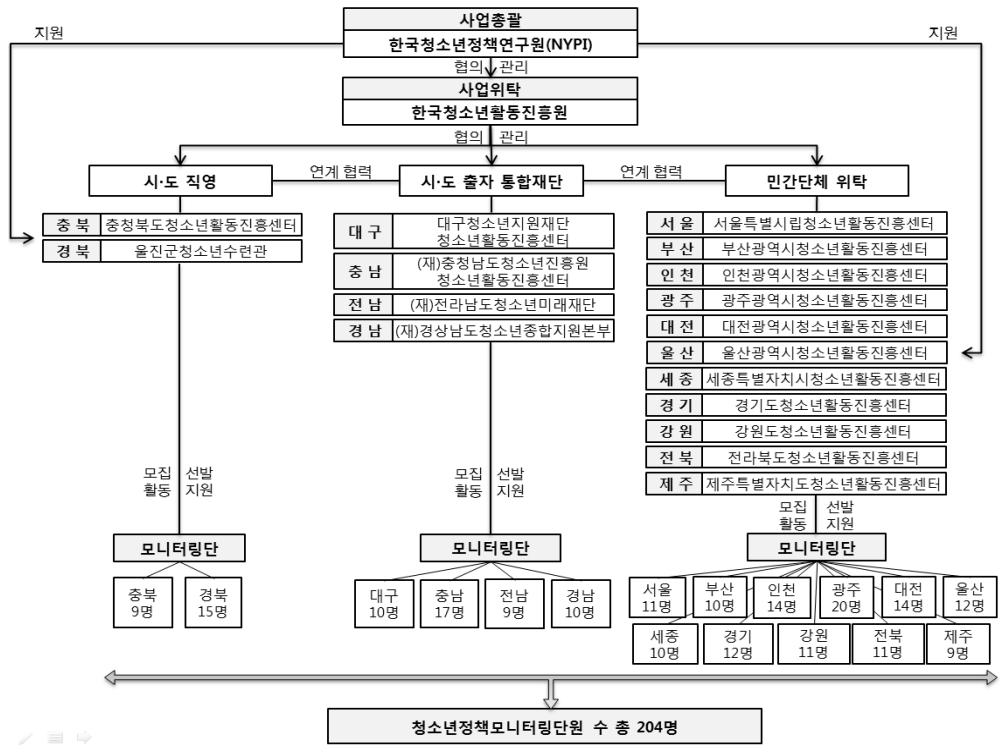 사업총괄
지원
한국청소년정책연구원(NYPI)
지원
협의 관리
사업위탁
한국청소년활동진흥원
협의 관리
시·도 직영
연계 협력
시·도 출자 통합재단
연계 협력
민간단체 위탁
충 북 충청북도청소년활동진흥센터
경 북 울진군청소년수련관
대 구 대구청소년지원재단
청소년활동진흥센터
충 남 (재)충청남도청소년진흥원
청소년활동진흥센터
전 남 (재)전라남도청소년미래재단
경 남 (재)경상남도청소년종합지원본부
서 울 서울특별시립청소년활동진흥센터
부 산 부산광역시청소년활동진흥센터
인 천 인천광역시청소년활동진흥센터
광 주 광주광역시청소년활동진흥센터
대 전 대전광역시청소년활동진흥센터
울 산 울산광역시청소년활동진흥센터
세 종 세종특별자치시청소년활동진흥센터
경 기 경기도청소년활동진흥센터
강 원 강원도청소년활동진흥센터
전 북 전라북도청소년활동진흥센터
제 주 제주특별자치도청소년활동진흥센터
모집 선발
활동 지원
모니터링단
충북
9명
경북
15명
모집 선발
활동 지원
모니터링단
대구
10명
충남
17명
전남
9명
경남
10명
모집 선발
활동 지원
모니터링단
서울
11명
부산
10명
인천
14명
광주
20명
대전
14명
울산
12명
세종
10명
경기
12명
강원
11명
전북
11명
제주
9명
청소년정책모니터링단원 수 총 204명